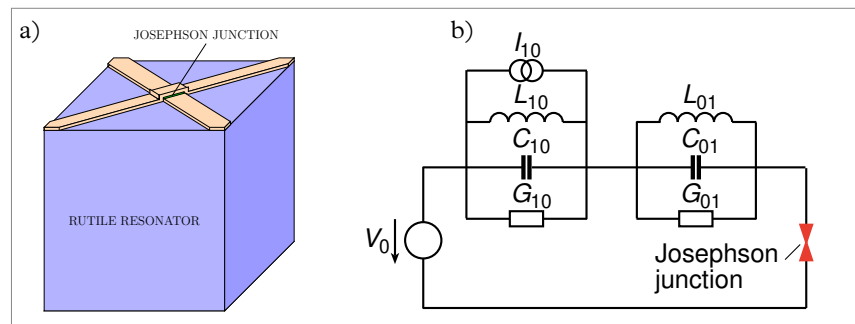 a)
JOSEPHSON JUNCTION
RUTILE RESONATOR
b)
I10
L10
C10
G10
L01
C01
G01
V0
Josephson
junction